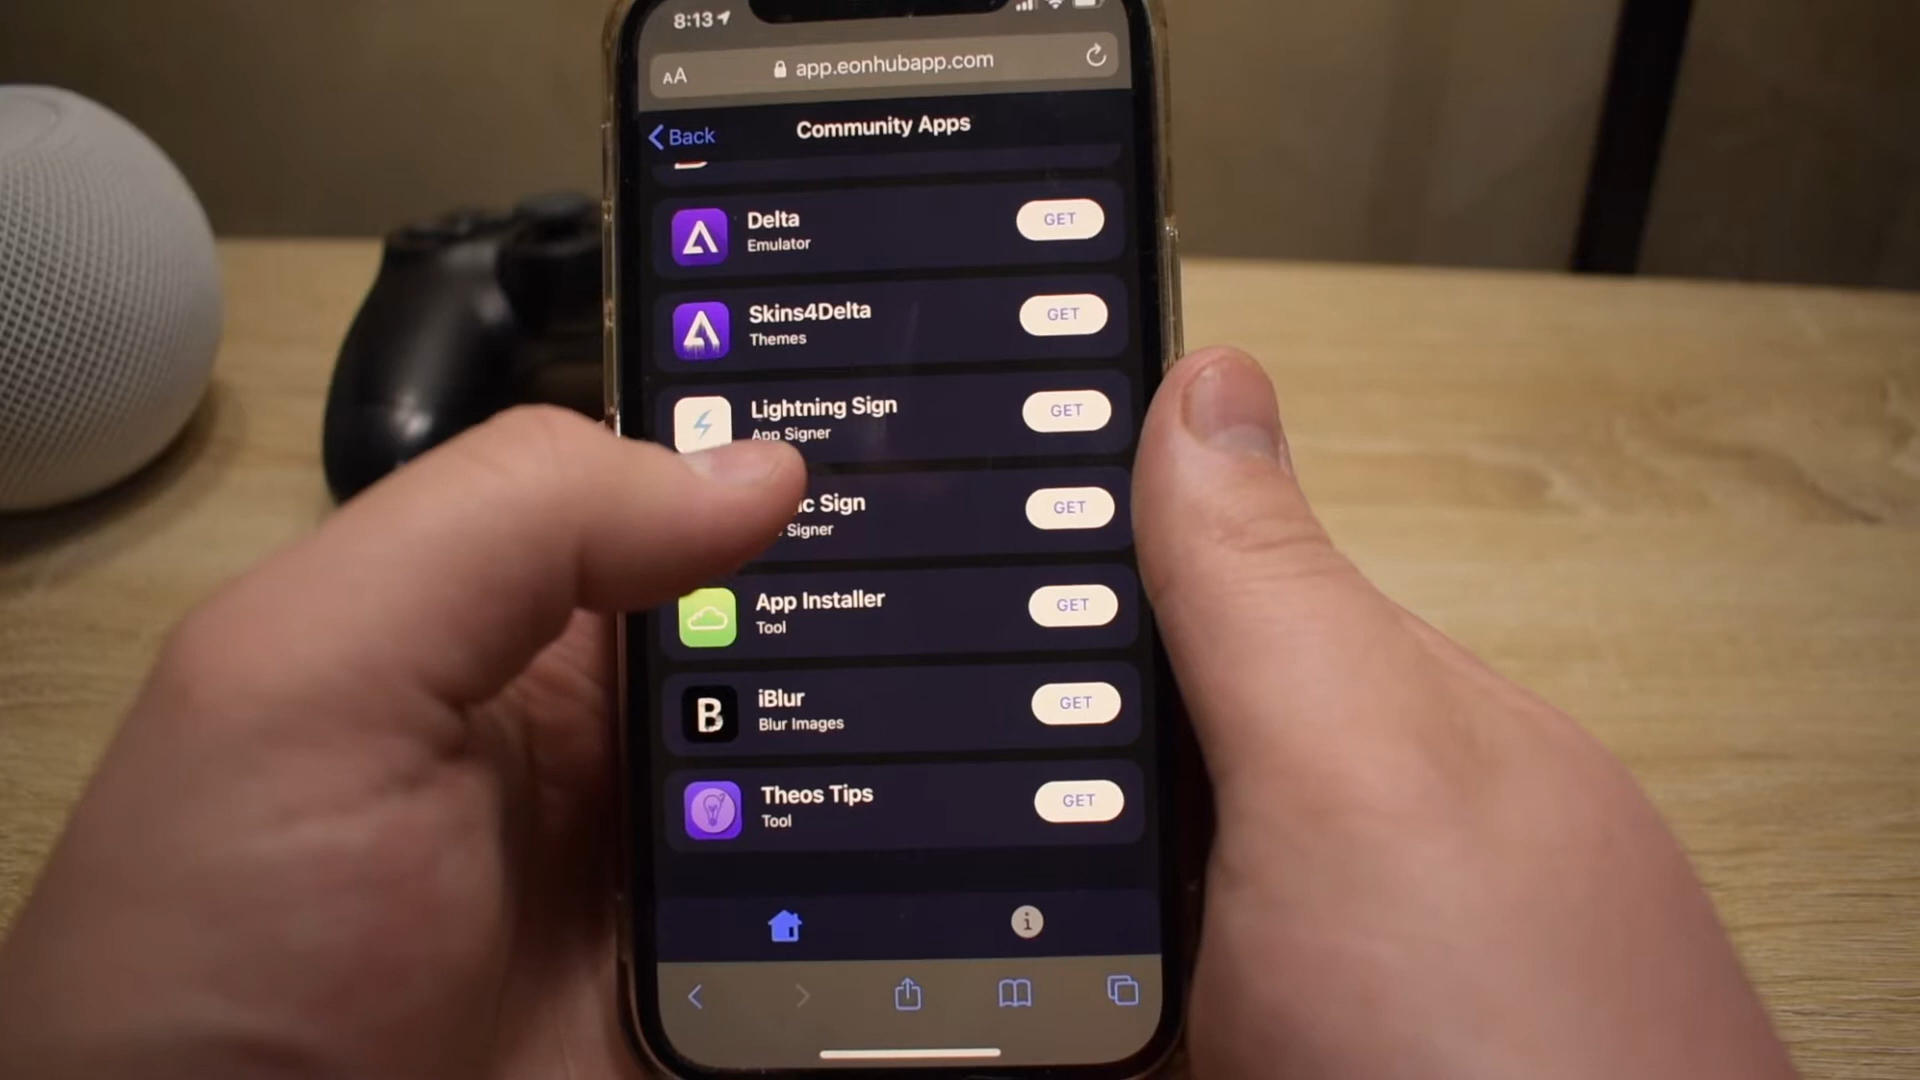 8:13
AA app.eonhubapp.com
Back
Community Apps
Delta
Emulator
GET
Skins4Delta
Themes
GET
Lightning Sign
App Signer
GET
Sign
Signer
GET
App Installer
Tool
GET
B
iBlur
Blur Images
GET
Theos Tips
Tool
GET